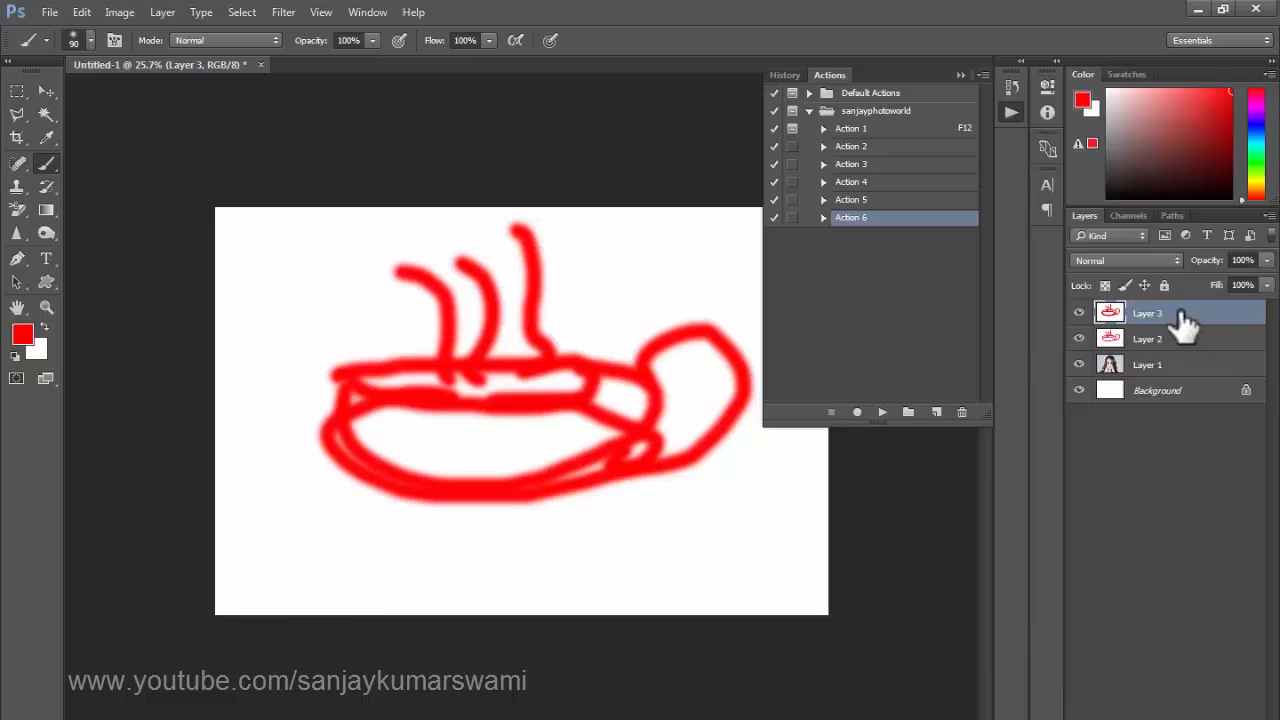 Ps File Edit Image Layer Type Select Filter View Window Help
90 Mode: Normal Opacity: 100% Flow: 100% Essentials
Untitled-1 @ 25.7% (Layer 3, RGB/8) * ×
History Actions
Default Actions
sanjayphotoworld
Action 1 F12
Action 2
Action 3
Action 4
Action 5
Action 6
Color Swatches
Layers Channels Paths
Kind
Normal Opacity: 100%
Lock: Fill: 100%
Layer 3
Layer 2
Layer 1
Background
www.youtube.com/sanjaykumarswami